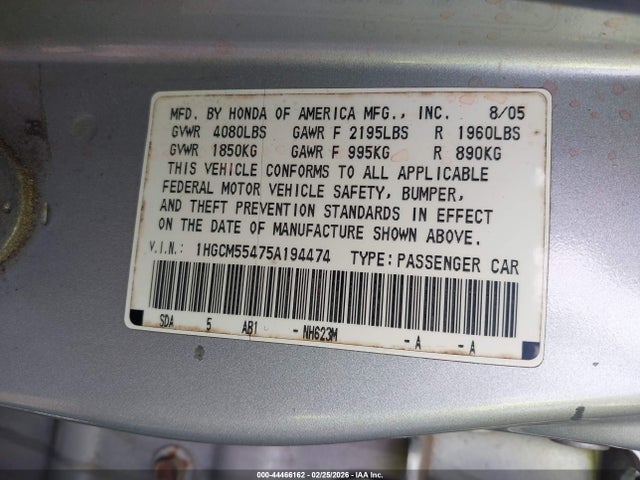 MFD. BY HONDA OF AMERICA MFG., INC. 8/05
GVWR 4080LBS GAWR F 2195LBS R 1960LBS
GVWR 1850KG GAWR F 995KG R 890KG
THIS VEHICLE CONFORMS TO ALL APPLICABLE
FEDERAL MOTOR VEHICLE SAFETY, BUMPER,
AND THEFT PREVENTION STANDARDS IN EFFECT
ON THE DATE OF MANUFACTURE SHOWN ABOVE.
V.I.N.: 1HGCM55475A194474 TYPE: PASSENGER CAR
SDA 5 AB1 - NH623M - A - A
000-44466162 - 02/25/2026 - IAA Inc.